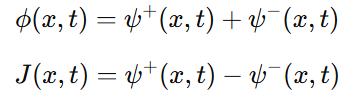 ϕ(x, t) = ψ⁺(x, t) + ψ⁻(x, t)
J(x, t) = ψ⁺(x, t) − ψ⁻(x, t)